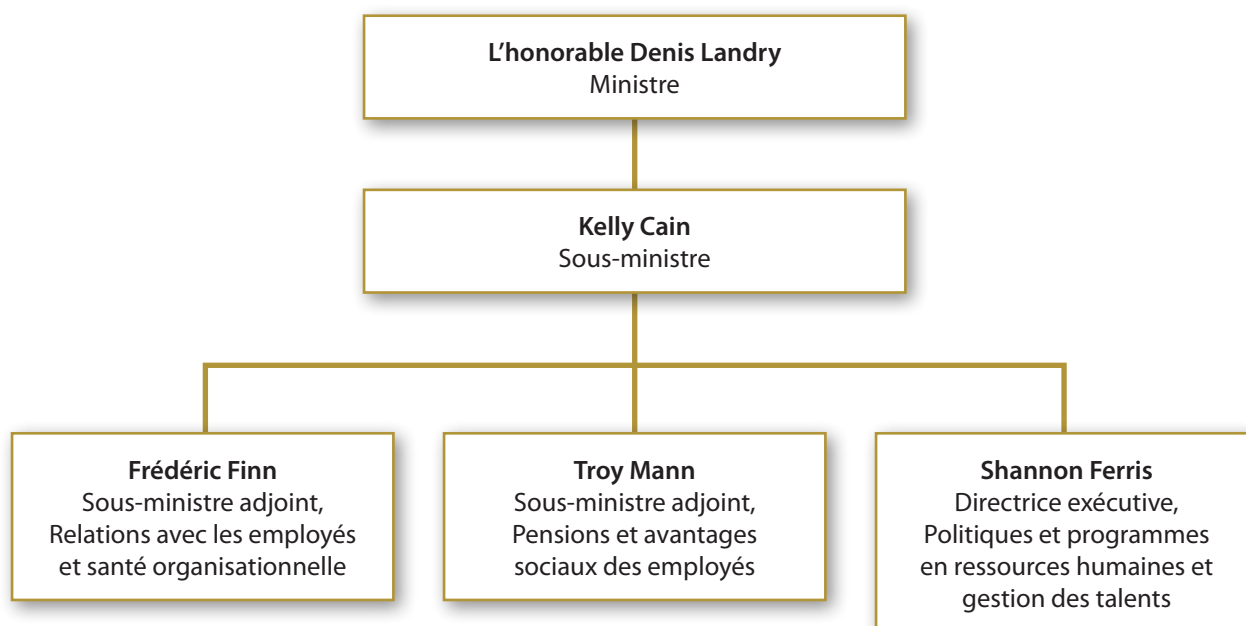 L'honorable Denis Landry
Ministre
Kelly Cain
Sous-ministre
Frédéric Finn
Sous-ministre adjoint,
Relations avec les employés
et santé organisationnelle
Troy Mann
Sous-ministre adjoint,
Pensions et avantages
sociaux des employés
Shannon Ferris
Directrice exécutive,
Politiques et programmes
en ressources humaines et
gestion des talents